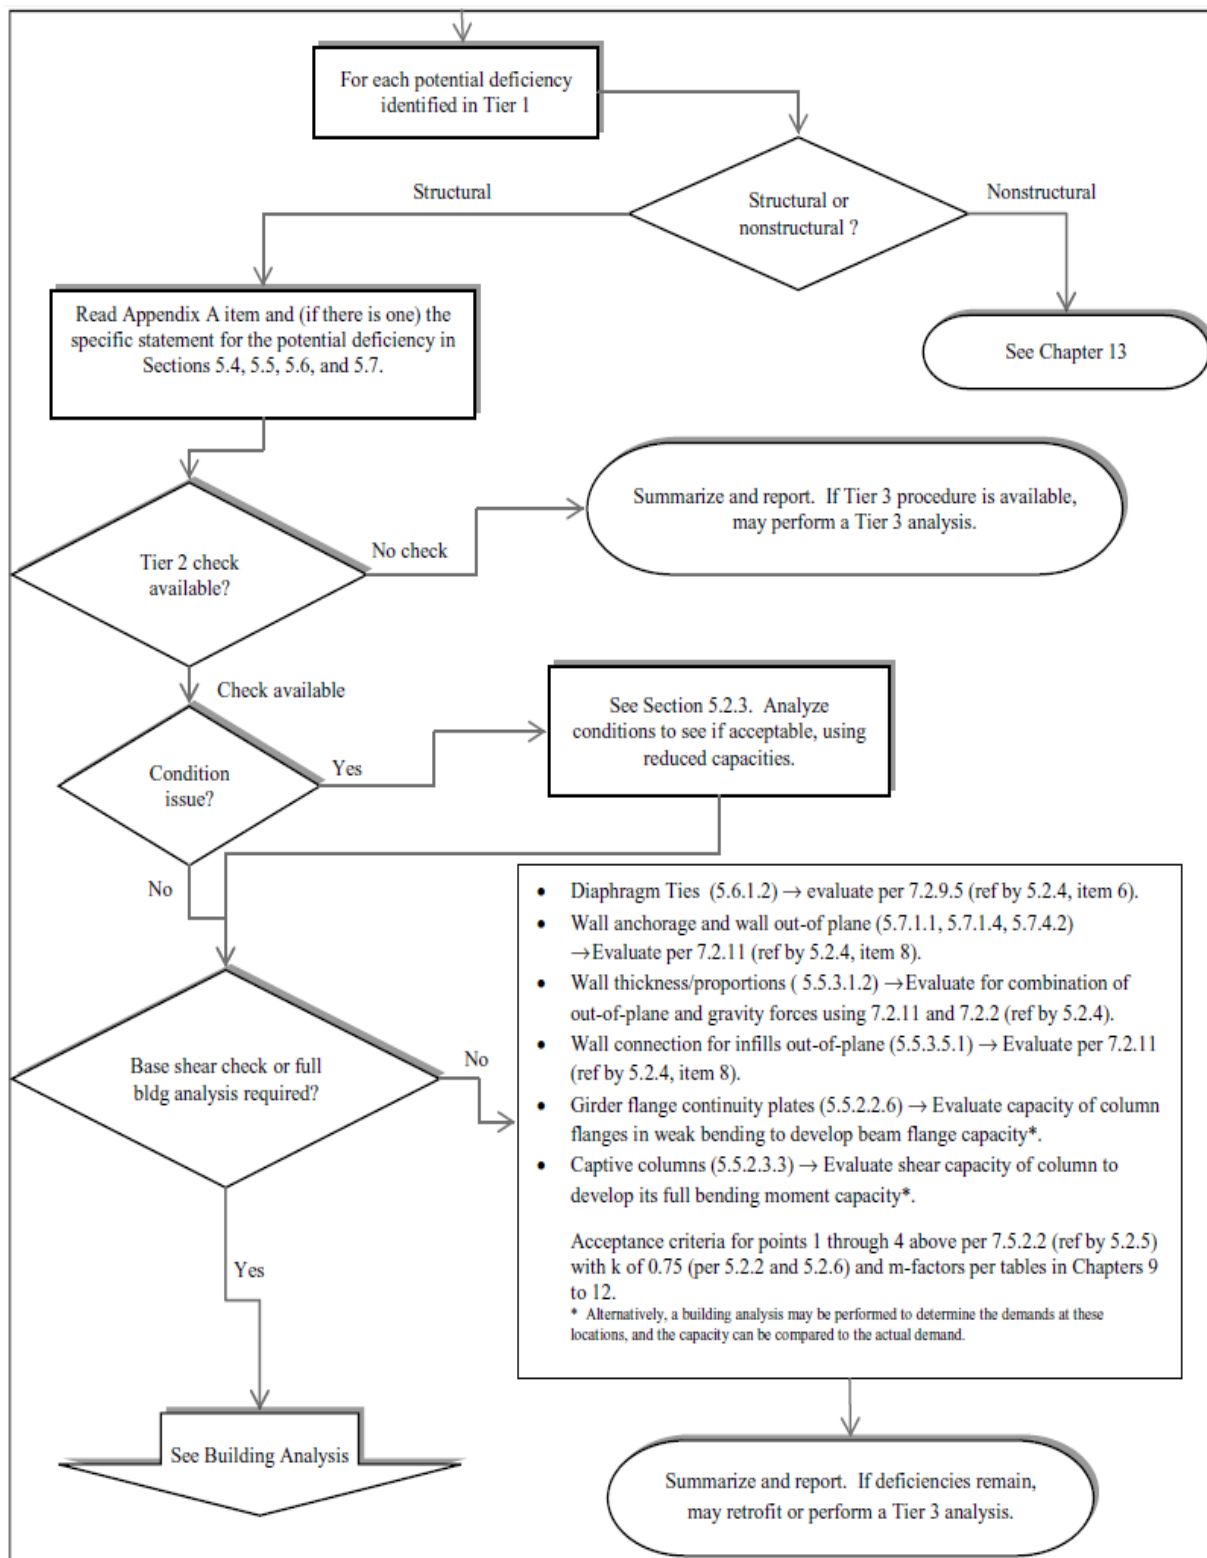 For each potential deficiency
identified in Tier 1
Structural
Structural or
nonstructural ?
Nonstructural
Read Appendix A item and (if there is one) the
specific statement for the potential deficiency in
Sections 5.4, 5.5, 5.6, and 5.7.
See Chapter 13
Summarize and report. If Tier 3 procedure is available,
may perform a Tier 3 analysis.
Tier 2 check
available?
No check
Check available
See Section 5.2.3. Analyze
conditions to see if acceptable, using
reduced capacities.
Condition
issue?
Yes
No
• Diaphragm Ties (5.6.1.2) → evaluate per 7.2.9.5 (ref by 5.2.4, item 6).
• Wall anchorage and wall out-of plane (5.7.1.1, 5.7.1.4, 5.7.4.2)
→Evaluate per 7.2.11 (ref by 5.2.4, item 8).
• Wall thickness/proportions ( 5.5.3.1.2) →Evaluate for combination of
out-of-plane and gravity forces using 7.2.11 and 7.2.2 (ref by 5.2.4).
• Wall connection for infills out-of-plane (5.5.3.5.1) → Evaluate per 7.2.11
(ref by 5.2.4, item 8).
• Girder flange continuity plates (5.5.2.2.6) → Evaluate capacity of column
flanges in weak bending to develop beam flange capacity*.
• Captive columns (5.5.2.3.3) → Evaluate shear capacity of column to
develop its full bending moment capacity*.
Acceptance criteria for points 1 through 4 above per 7.5.2.2 (ref by 5.2.5)
with k of 0.75 (per 5.2.2 and 5.2.6) and m-factors per tables in Chapters 9
to 12.
* Alternatively, a building analysis may be performed to determine the demands at these
locations, and the capacity can be compared to the actual demand.
Base shear check or full
bldg analysis required?
No
Yes
See Building Analysis
Summarize and report. If deficiencies remain,
may retrofit or perform a Tier 3 analysis.